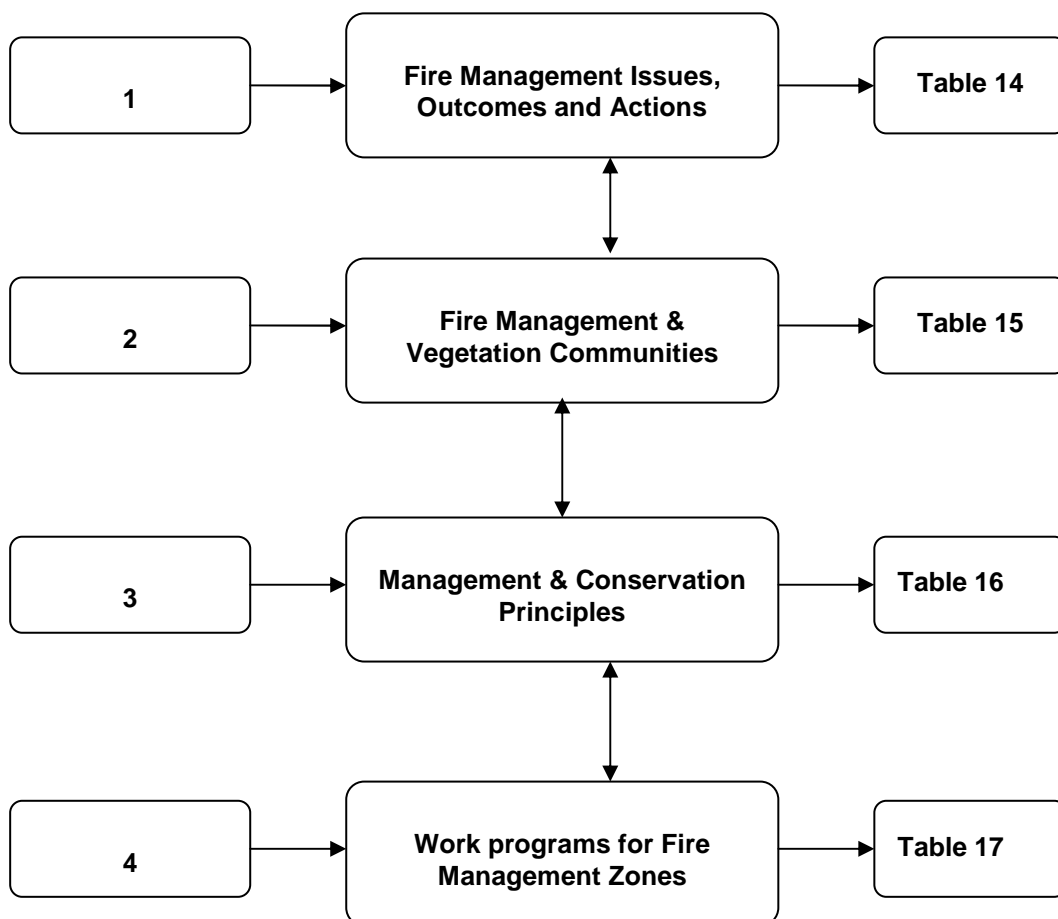 1
Fire Management Issues,
Outcomes and Actions
Table 14
2
Fire Management &
Vegetation Communities
Table 15
3
Management & Conservation
Principles
Table 16
4
Work programs for Fire
Management Zones
Table 17